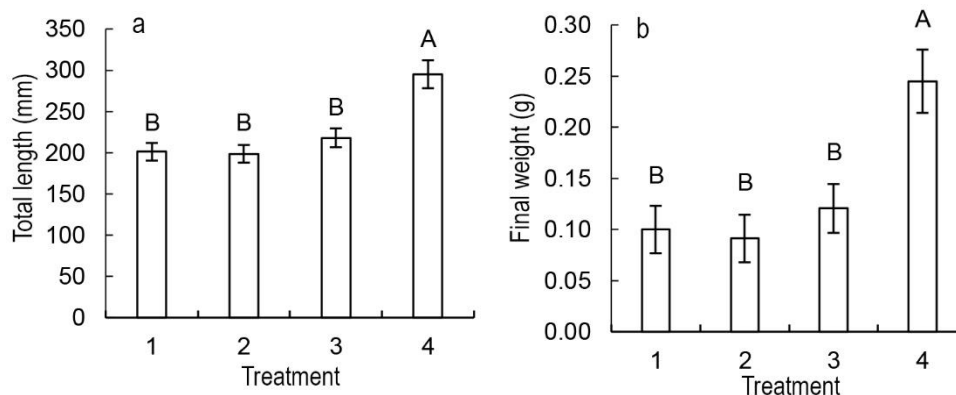 a
Total length (mm)
350
300
250
200
150
100
50
0
B
B
B
A
1 2 3 4
Treatment
b
Final weight (g)
0.30
0.25
0.20
0.15
0.10
0.05
0.00
B
B
B
A
1 2 3 4
Treatment